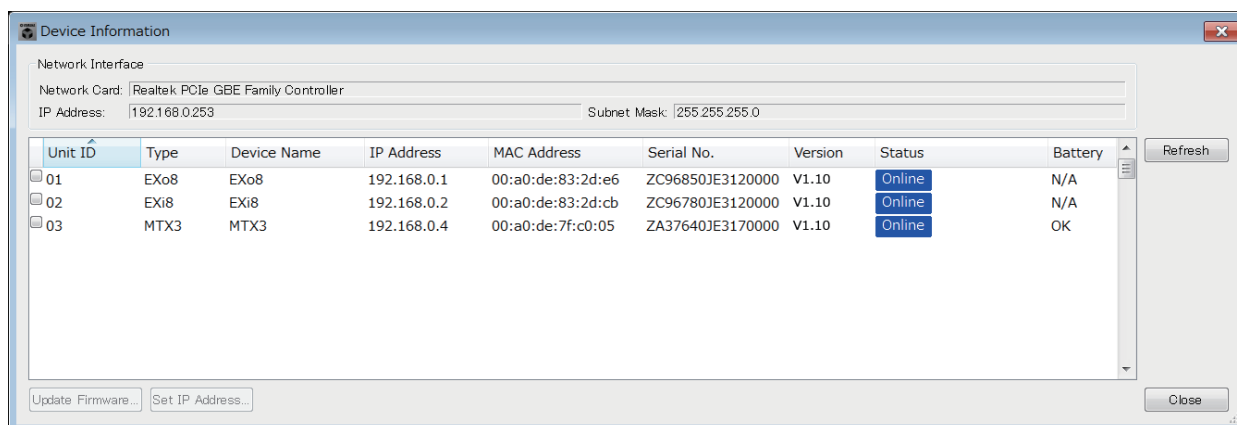 Device Information
Network Interface
Network Card: Realtek PCIe GBE Family Controller
IP Address: 192.168.0.253 Subnet Mask: 255.255.255.0
Unit ID Type Device Name IP Address MAC Address Serial No. Version Status Battery Refresh
01 EXo8 EXo8 192.168.0.1 00:a0:de:83:2d:e6 ZC96850JE3120000 V1.10 Online N/A
02 EXi8 EXi8 192.168.0.2 00:a0:de:83:2d:cb ZC96780JE3120000 V1.10 Online N/A
03 MTX3 MTX3 192.168.0.4 00:a0:de:7f:c0:05 ZA37640JE3170000 V1.10 Online OK
Update Firmware... Set IP Address... Close